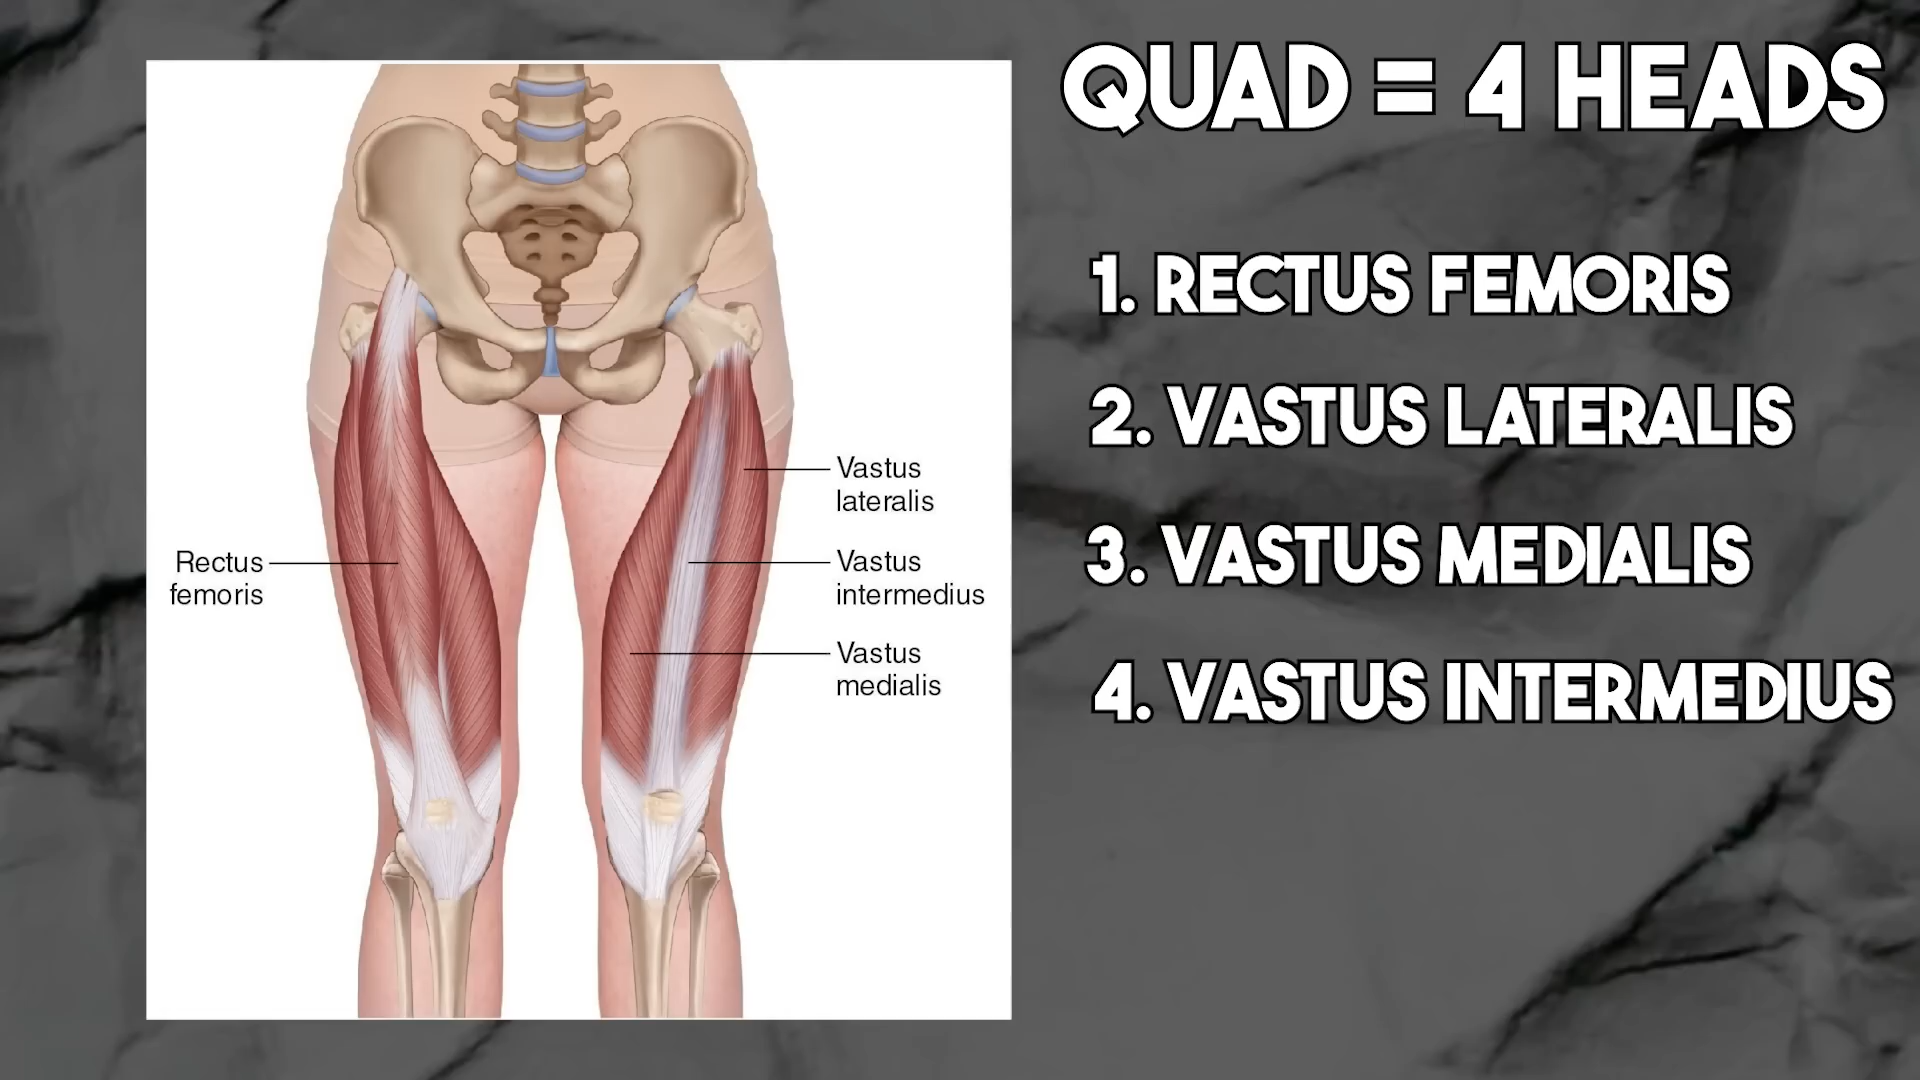 QUAD = 4 HEADS
1. RECTUS FEMORIS
2. VASTUS LATERALIS
3. VASTUS MEDIALIS
4. VASTUS INTERMEDIUS
Rectus
femoris
Vastus
lateralis
Vastus
intermedius
Vastus
medialis